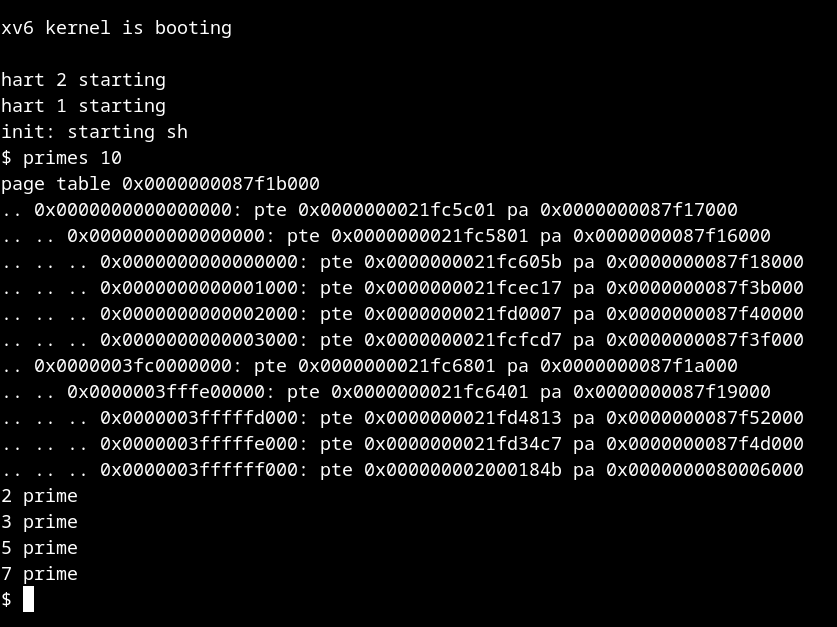 xv6 kernel is booting
hart 2 starting
hart 1 starting
init: starting sh
$ primes 10
page table 0x0000000087f1b000
.. 0x0000000000000000: pte 0x0000000021fc5c01 pa 0x0000000087f17000
.. .. 0x0000000000000000: pte 0x0000000021fc5801 pa 0x0000000087f16000
.. .. .. 0x0000000000000000: pte 0x0000000021fc605b pa 0x0000000087f18000
.. .. .. 0x0000000000001000: pte 0x0000000021fcec17 pa 0x0000000087f3b000
.. .. .. 0x0000000000002000: pte 0x0000000021fd0007 pa 0x0000000087f40000
.. .. .. 0x0000000000003000: pte 0x0000000021fcfcd7 pa 0x0000000087f3f000
.. 0x0000003fc0000000: pte 0x0000000021fc6801 pa 0x0000000087f1a000
.. .. 0x0000003fffe00000: pte 0x0000000021fc6401 pa 0x0000000087f19000
.. .. .. 0x0000003fffffd000: pte 0x0000000021fd4813 pa 0x0000000087f52000
.. .. .. 0x0000003fffffe000: pte 0x0000000021fd34c7 pa 0x0000000087f4d000
.. .. .. 0x0000003ffffff000: pte 0x000000002000184b pa 0x0000000080006000
2 prime
3 prime
5 prime
7 prime
$